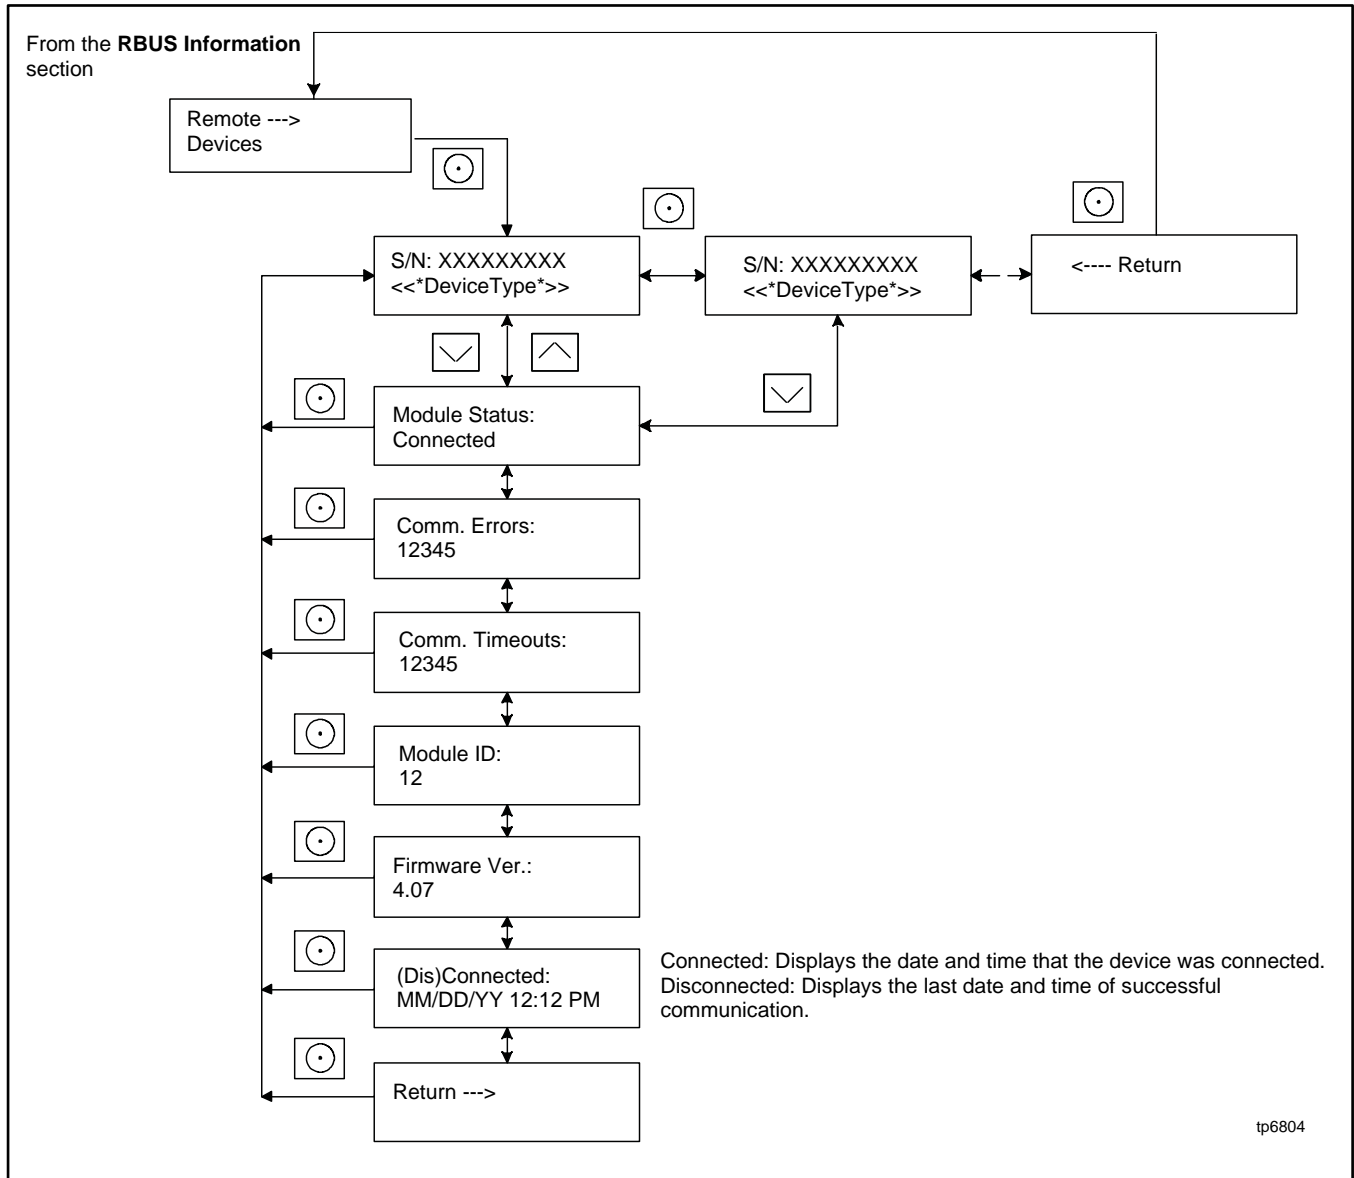 From the RBUS Information
section
Remote --->
Devices
S/N: XXXXXXXXX
<<*DeviceType*>>
S/N: XXXXXXXXX
<<*DeviceType*>>
<---- Return
Module Status:
Connected
Comm. Errors:
12345
Comm. Timeouts:
12345
Module ID:
12
Firmware Ver.:
4.07
(Dis)Connected:
MM/DD/YY 12:12 PM
Connected: Displays the date and time that the device was connected.
Disconnected: Displays the last date and time of successful
communication.
Return --->
tp6804